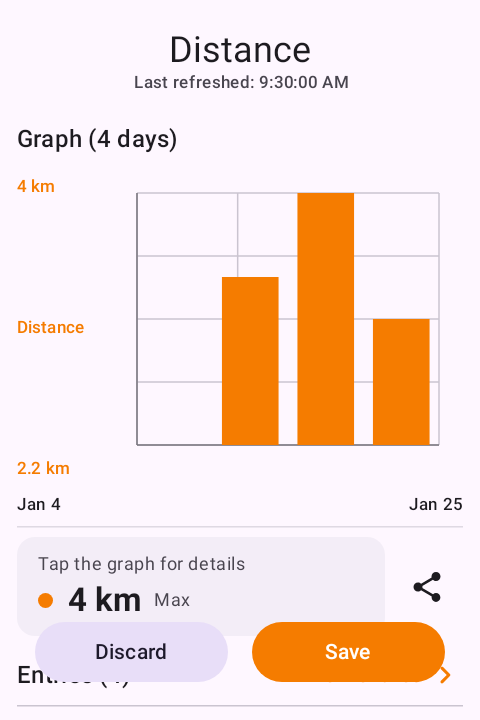 Distance
Last refreshed: 9:30:00 AM
Graph (4 days)
4 km
Distance
2.2 km
Jan 4
Jan 25
Tap the graph for details
4 km Max
Discard
Save